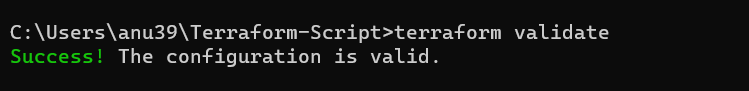 C:\Users\anu39\Terraform-Script>terraform validate
Success! The configuration is valid.